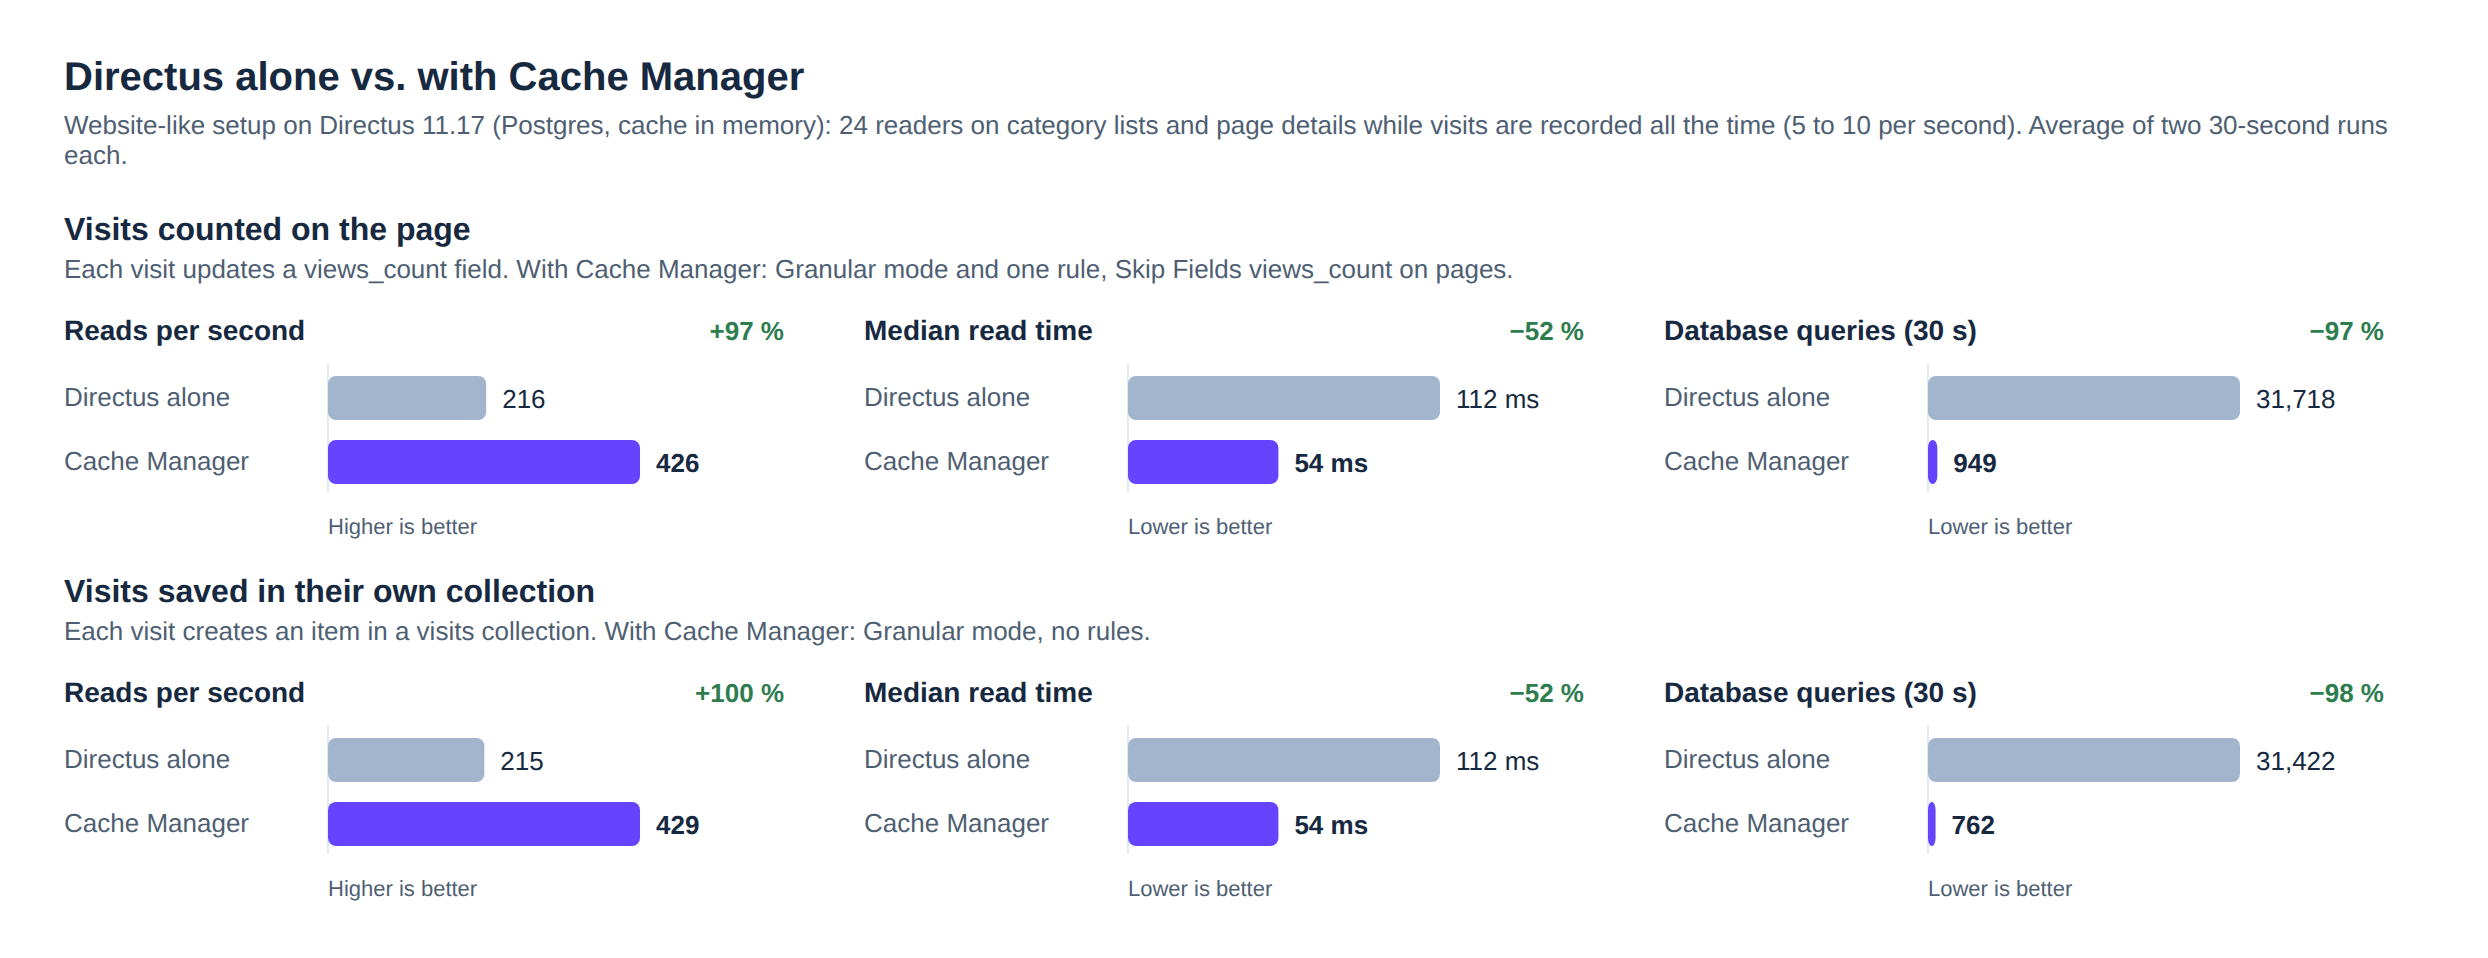 Directus alone vs. with Cache Manager
Website-like setup on Directus 11.17 (Postgres, cache in memory): 24 readers on category lists and page details while visits are recorded all the time (5 to 10 per second). Average of two 30-second runs
each.
Visits counted on the page
Each visit updates a views_count field. With Cache Manager: Granular mode and one rule, Skip Fields views_count on pages.
Reads per second +97 %
Directus alone 216
Cache Manager 426
Higher is better
Median read time −52 %
Directus alone 112 ms
Cache Manager 54 ms
Lower is better
Database queries (30 s) −97 %
Directus alone 31,718
Cache Manager 949
Lower is better
Visits saved in their own collection
Each visit creates an item in a visits collection. With Cache Manager: Granular mode, no rules.
Reads per second +100 %
Directus alone 215
Cache Manager 429
Higher is better
Median read time −52 %
Directus alone 112 ms
Cache Manager 54 ms
Lower is better
Database queries (30 s) −98 %
Directus alone 31,422
Cache Manager 762
Lower is better